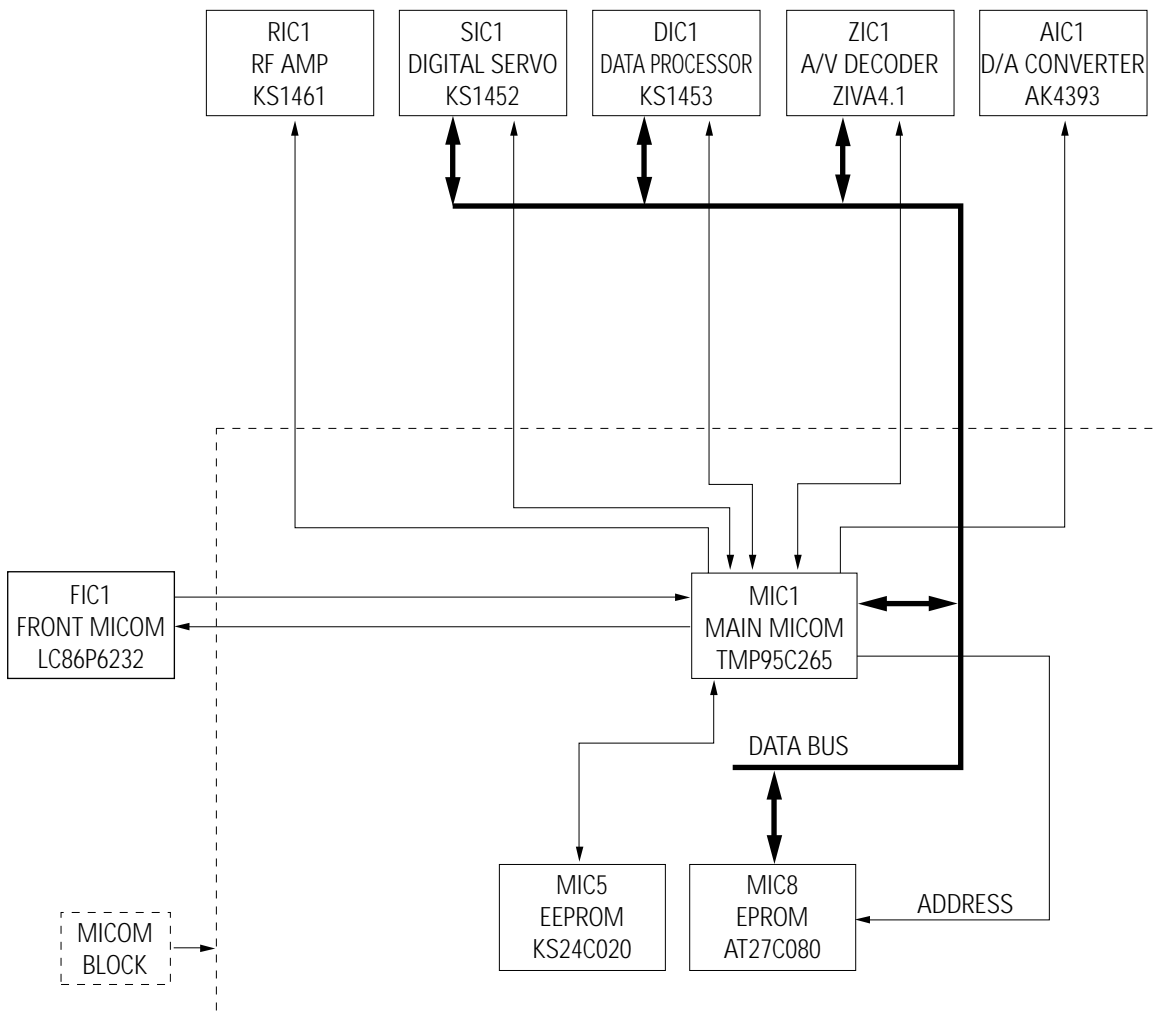 RIC1
RF AMP
KS1461
SIC1
DIGITAL SERVO
KS1452
DIC1
DATA PROCESSOR
KS1453
ZIC1
A/V DECODER
ZIVA4.1
AIC1
D/A CONVERTER
AK4393
FIC1
FRONT MICOM
LC86P6232
MIC1
MAIN MICOM
TMP95C265
DATA BUS
MIC5
EEPROM
KS24C020
MIC8
EPROM
AT27C080
ADDRESS
MICOM
BLOCK